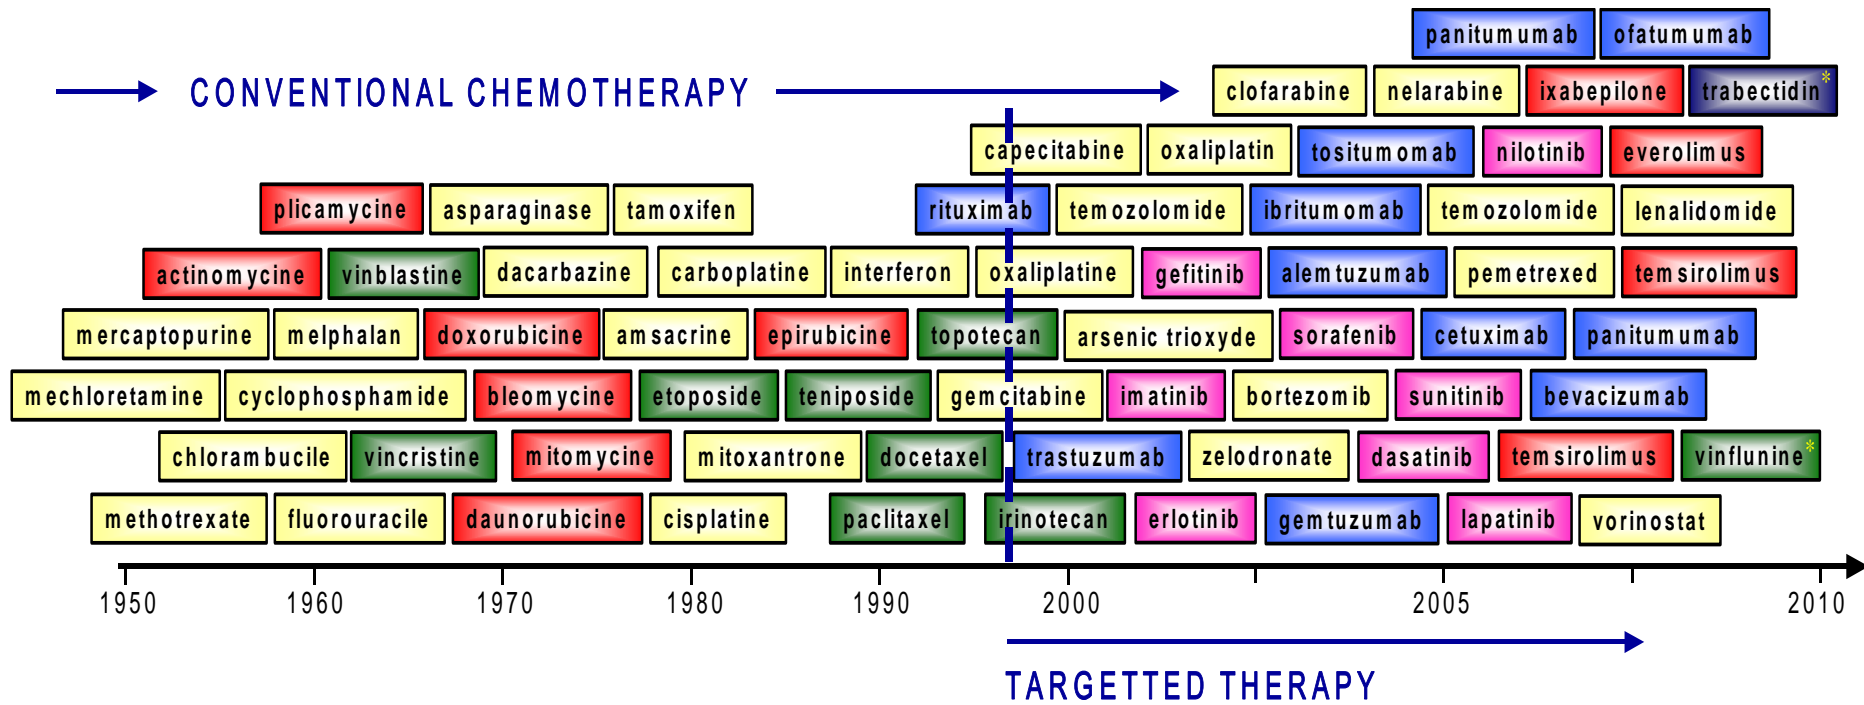 panitumumab ofatumumab
CONVENTIONAL CHEMOTHERAPY clofarabine nelarabine ixabepilone trabectidin*
capecitabine oxaliplatin tositumomab nilotinib everolimus
plicamycine asparaginase tamoxifen rituximab temozolomide ibritumomab temozolomide lenalidomide
actinomycine vinblastine dacarbazine carboplatine interferon oxaliplatine gefitinib alemtuzumab pemetrexed temsirolimus
mercaptopurine melphalan doxorubicine amsacrine epirubicine topotecan arsenic trioxyde sorafenib cetuximab panitumumab
mechloretamine cyclophosphamide bleomycine etoposide teniposide gemcitabine imatinib bortezomib sunitinib bevacizumab
chlorambucile vincristine mitomycine mitoxantrone docetaxel trastuzumab zelodronate dasatinib temsirolimus vinflunine*
methotrexate fluorouracile daunorubicine cisplatine paclitaxel irinotecan erlotinib gemtuzumab lapatinib vorinostat
1950 1960 1970 1980 1990 2000 2005 2010
TARGETTED THERAPY